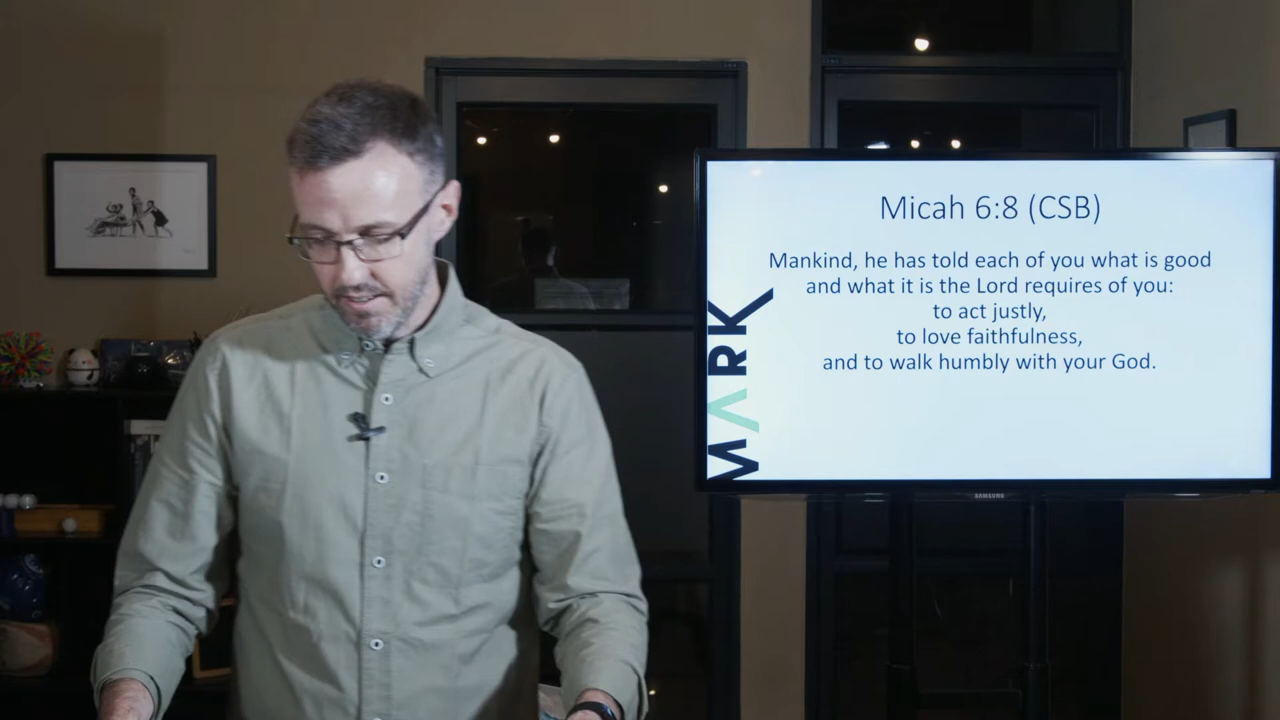 Micah 6:8 (CSB)
Mankind, he has told each of you what is good
and what it is the Lord requires of you:
to act justly,
to love faithfulness,
and to walk humbly with your God.
MARK
SAMSUNG